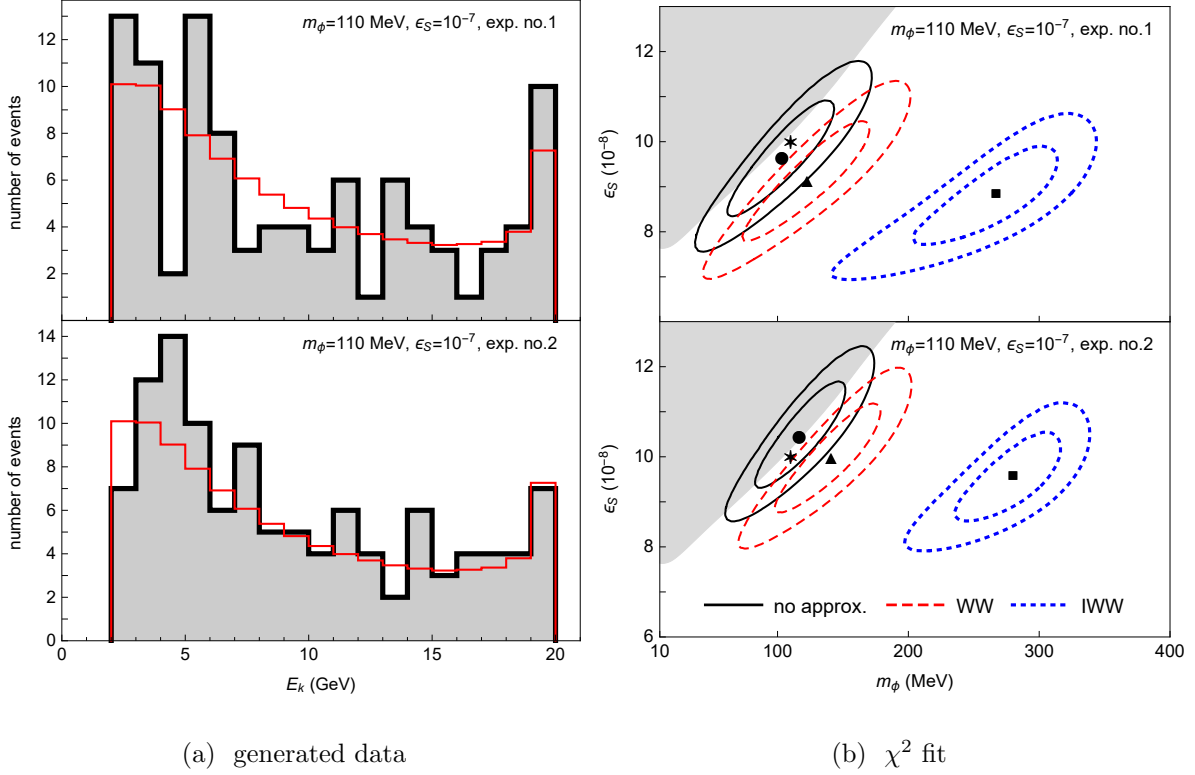 mϕ=110 MeV, ϵS=10⁻⁷, exp. no.1
number of events
12
10
8
6
4
2
mϕ=110 MeV, ϵS=10⁻⁷, exp. no.2
number of events
14
12
10
8
6
4
2
0
0 5 10 15 20
Ek (GeV)
(a) generated data
mϕ=110 MeV, ϵS=10⁻⁷, exp. no.1
ϵS (10⁻⁸)
12
10
8
mϕ=110 MeV, ϵS=10⁻⁷, exp. no.2
ϵS (10⁻⁸)
12
10
8
6
no approx. WW IWW
10 100 200 300 400
mϕ (MeV)
(b) χ² fit